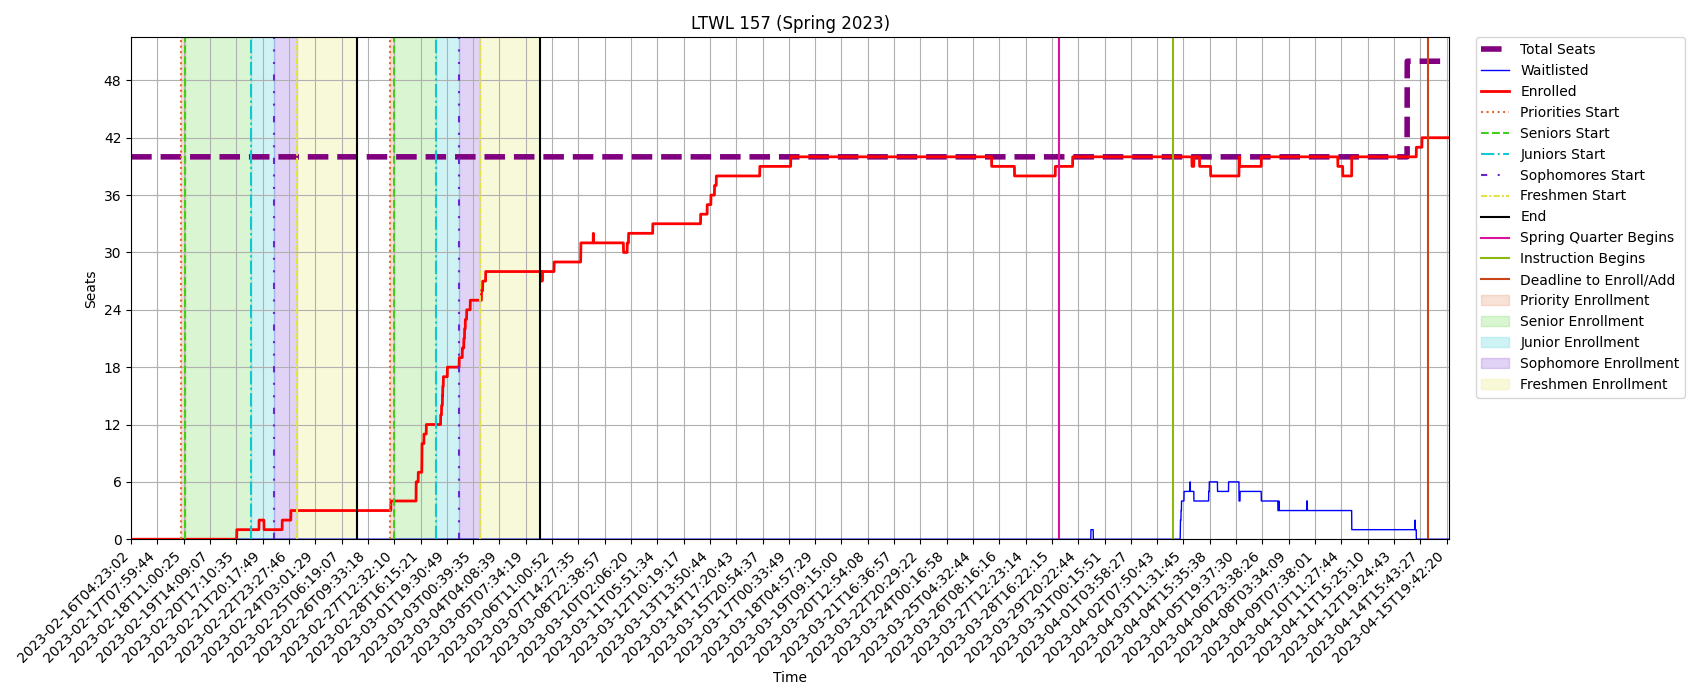 LTWL 157 (Spring 2023)
Seats
48
42
36
30
24
18
12
6
0
2023-02-16T04:23:02
2023-02-17T07:59:44
2023-02-18T11:00:25
2023-02-19T14:09:07
2023-02-20T17:10:35
2023-02-21T20:17:49
2023-02-22T23:27:46
2023-02-24T03:01:29
2023-02-25T06:19:07
2023-02-26T09:33:18
2023-02-27T12:32:10
2023-02-28T16:15:21
2023-03-01T19:30:49
2023-03-03T00:39:35
2023-03-04T04:08:39
2023-03-05T07:34:19
2023-03-06T11:00:52
2023-03-07T14:27:35
2023-03-08T22:38:57
2023-03-10T02:06:20
2023-03-11T05:51:34
2023-03-12T10:19:17
2023-03-13T13:50:44
2023-03-14T17:20:43
2023-03-15T20:54:37
2023-03-17T00:33:49
2023-03-18T04:57:29
2023-03-19T09:15:00
2023-03-20T12:54:08
2023-03-21T16:36:57
2023-03-22T20:29:22
2023-03-24T00:16:58
2023-03-25T04:32:44
2023-03-26T08:16:16
2023-03-27T12:23:14
2023-03-28T16:22:15
2023-03-29T20:22:44
2023-03-31T00:15:51
2023-04-01T03:58:27
2023-04-02T07:50:43
2023-04-03T11:31:45
2023-04-04T15:35:38
2023-04-05T19:37:30
2023-04-06T23:38:26
2023-04-08T03:34:09
2023-04-09T07:38:01
2023-04-10T11:27:44
2023-04-11T15:25:10
2023-04-12T19:24:43
2023-04-14T15:43:27
2023-04-15T19:42:20
Time
Total Seats
Waitlisted
Enrolled
Priorities Start
Seniors Start
Juniors Start
Sophomores Start
Freshmen Start
End
Spring Quarter Begins
Instruction Begins
Deadline to Enroll/Add
Priority Enrollment
Senior Enrollment
Junior Enrollment
Sophomore Enrollment
Freshmen Enrollment